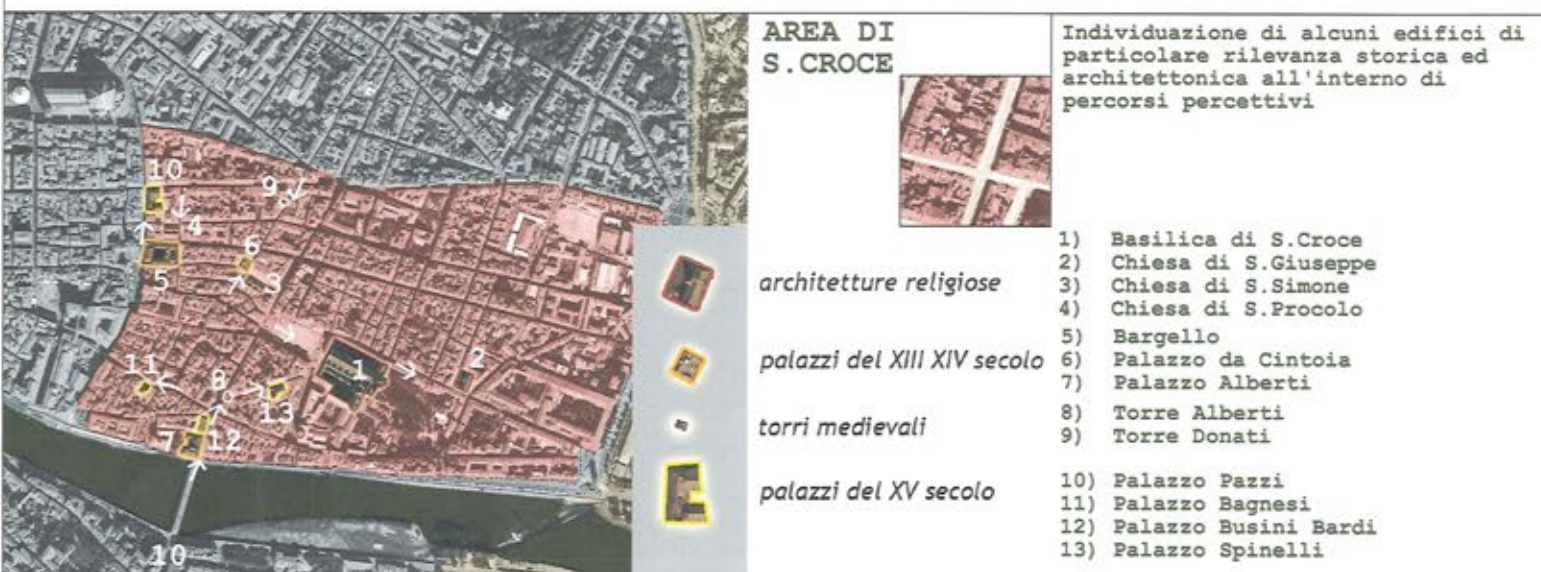 AREA DI
S.CROCE
Individuazione di alcuni edifici di
particolare rilevanza storica ed
architettonica all'interno di
percorsi percettivi
10
9
4
6
5
3
11
8
1
2
13
7
12
10
architetture religiose
palazzi del XIII XIV secolo
torri medievali
palazzi del XV secolo
1) Basilica di S.Croce
2) Chiesa di S.Giuseppe
3) Chiesa di S.Simone
4) Chiesa di S.Procolo
5) Bargello
6) Palazzo da Cintoia
7) Palazzo Alberti
8) Torre Alberti
9) Torre Donati
10) Palazzo Pazzi
11) Palazzo Bagnesi
12) Palazzo Busini Bardi
13) Palazzo Spinelli